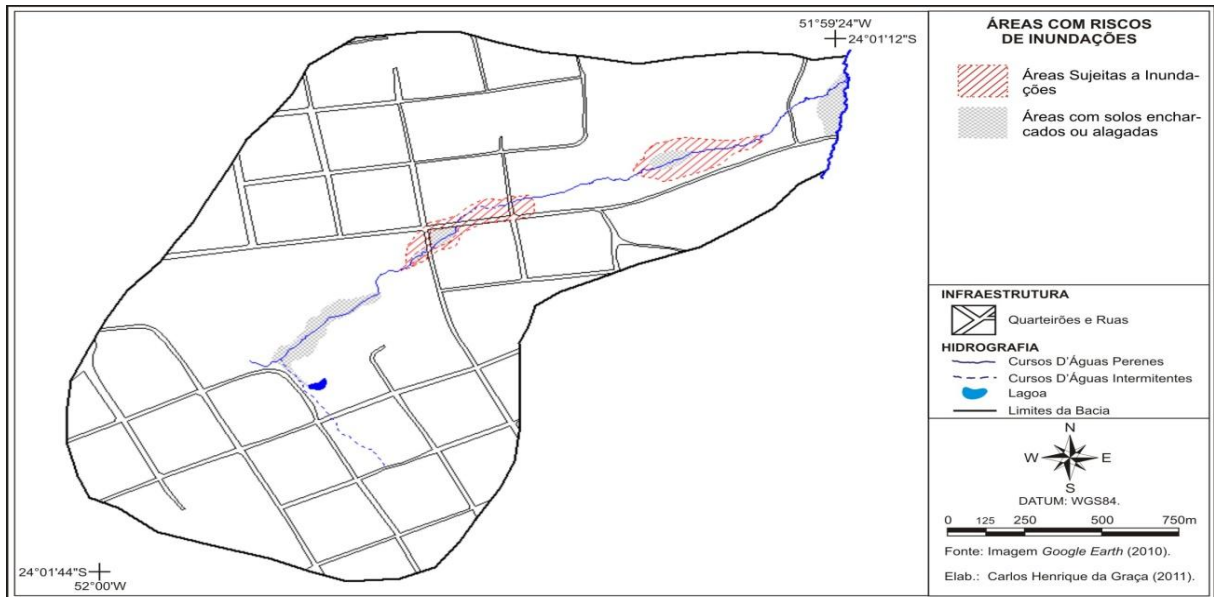 51°59'24"W
24°01'12"S
24°01'44"S
52°00'W
ÁREAS COM RISCOS
DE INUNDAÇÕES
Áreas Sujeitas a Inunda-
ções
Áreas com solos enchar-
cados ou alagadas
INFRAESTRUTURA
Quarteirões e Ruas
HIDROGRAFIA
Cursos D'Águas Perenes
Cursos D'Águas Intermitentes
Lagoa
Limites da Bacia
N
W E
S
DATUM: WGS84.
0 125 250 500 750m
Fonte: Imagem Google Earth (2010).
Elab.: Carlos Henrique da Graça (2011).